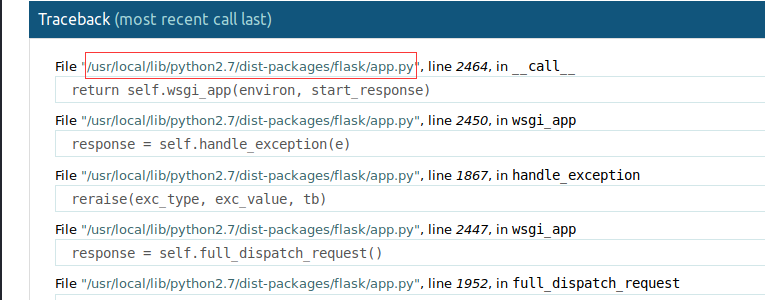 Traceback (most recent call last)
File "/usr/local/lib/python2.7/dist-packages/flask/app.py", line 2464, in __call__
return self.wsgi_app(environ, start_response)
File "/usr/local/lib/python2.7/dist-packages/flask/app.py", line 2450, in wsgi_app
response = self.handle_exception(e)
File "/usr/local/lib/python2.7/dist-packages/flask/app.py", line 1867, in handle_exception
reraise(exc_type, exc_value, tb)
File "/usr/local/lib/python2.7/dist-packages/flask/app.py", line 2447, in wsgi_app
response = self.full_dispatch_request()
File "/usr/local/lib/python2.7/dist-packages/flask/app.py", line 1952, in full_dispatch_request